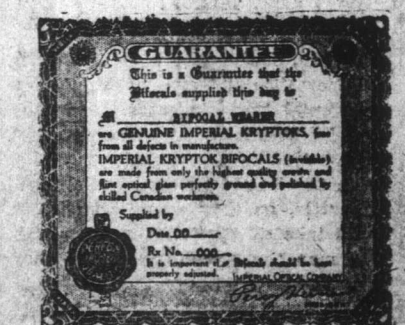 GUARANTEE
This is a Guarantee that the
Bifocals supplied this day to
M BIFOCAL WEARER
are GENUINE IMPERIAL KRYPTOKS, free
from all defects in manufacture.
IMPERIAL KRYPTOK BIFOCALS (invisible)
are made from only the highest quality crown and
flint optical glass perfectly ground and polished by
skilled Canadian workmen.
Supplied by
Date 00
Rx No. 000
It is important that Bifocals should be kept
properly adjusted. IMPERIAL OPTICAL COMPANY